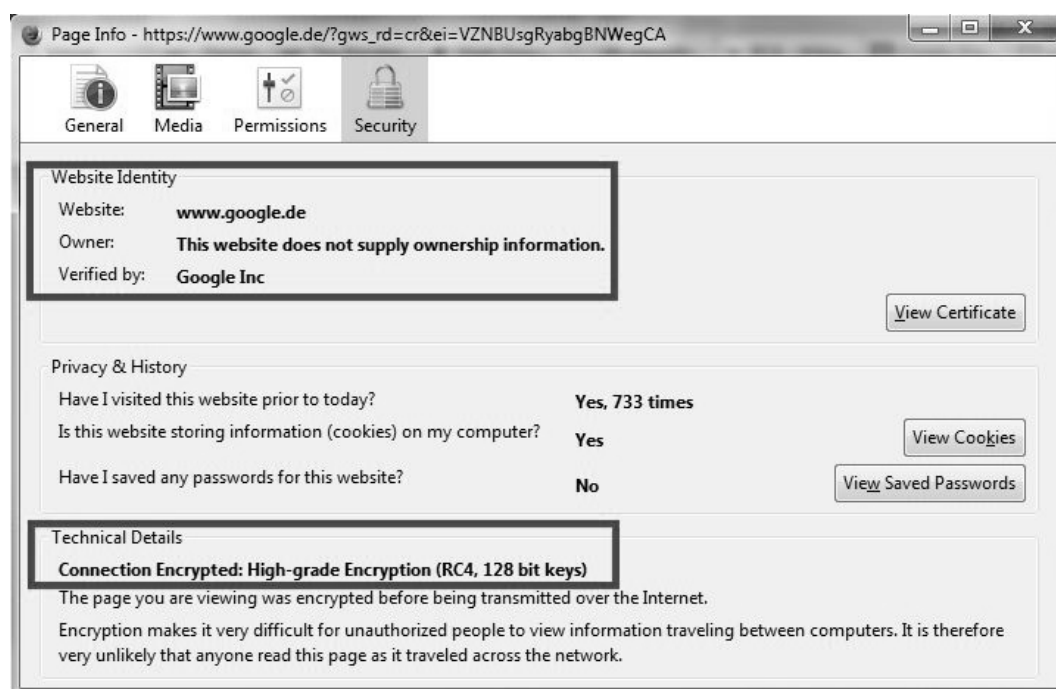 Page Info - https://www.google.de/?gws_rd=cr&ei=VZNBUsgRyabgBNWegCA
General Media Permissions Security
Website Identity
Website: www.google.de
Owner: This website does not supply ownership information.
Verified by: Google Inc
View Certificate
Privacy & History
Have I visited this website prior to today? Yes, 733 times
Is this website storing information (cookies) on my computer? Yes View Cookies
Have I saved any passwords for this website? No View Saved Passwords
Technical Details
Connection Encrypted: High-grade Encryption (RC4, 128 bit keys)
The page you are viewing was encrypted before being transmitted over the Internet.
Encryption makes it very difficult for unauthorized people to view information traveling between computers. It is therefore
very unlikely that anyone read this page as it traveled across the network.